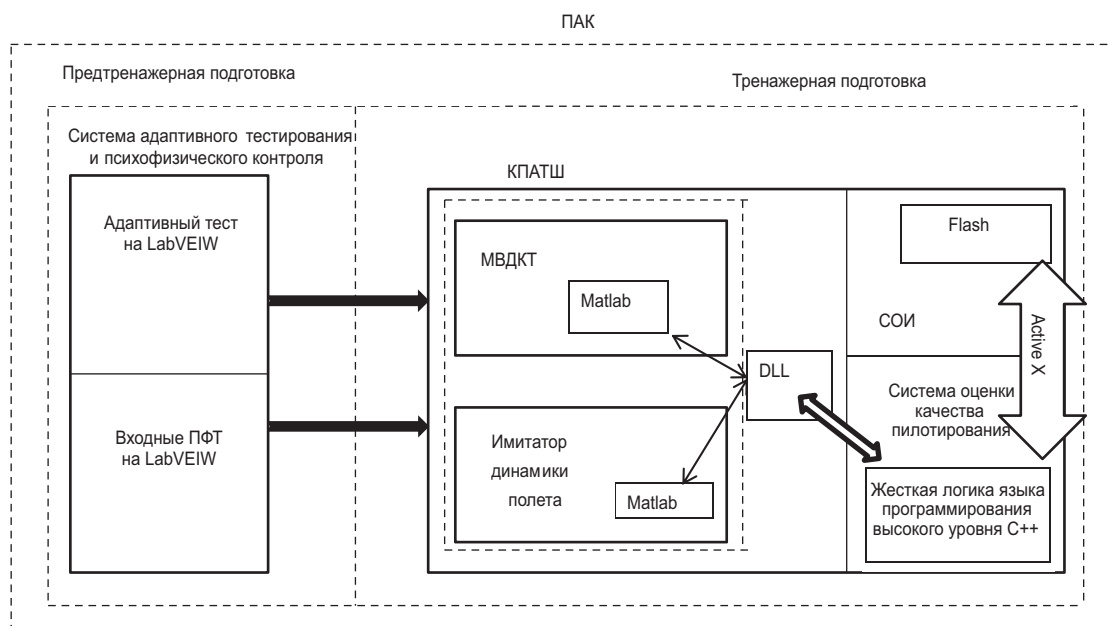 ПАК
Предтренажерная подготовка
Тренажерная подготовка
Система адаптивного тестирования
и психофизического контроля
Адаптивный тест
на LabVEIW
Входные ПФТ
на LabVEIW
КПАТШ
МВДКТ
Matlab
Имитатор
динамики
полета
Matlab
DLL
Flash
СОИ
Active X
Система оценки
качества
пилотирования
Жесткая логика языка
программирования
высокого уровня C++